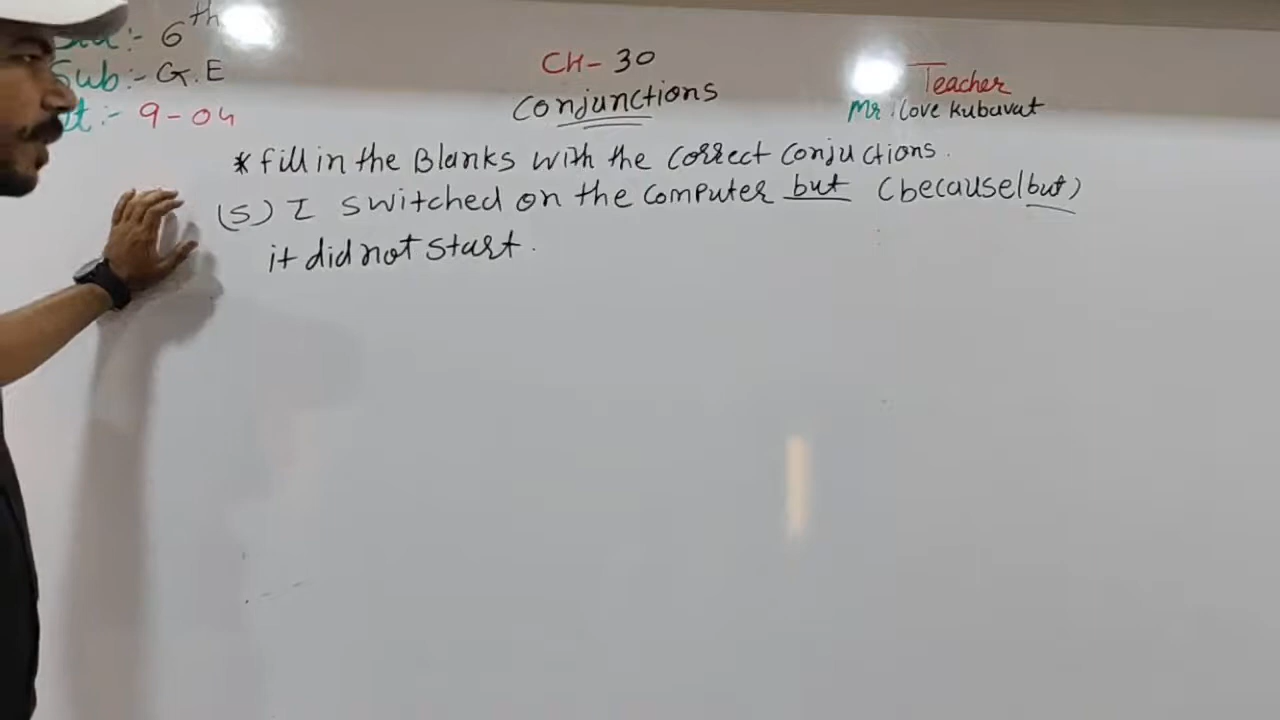 Std:- 6th
Sub:- G.E
:- 9-04
CH- 30
Conjunctions
Teacher
Mr. Love Kubavat
* Fill in the Blanks with the Correct Conjuctions.
(5) I switched on the Computer but (because/but)
it did not start.